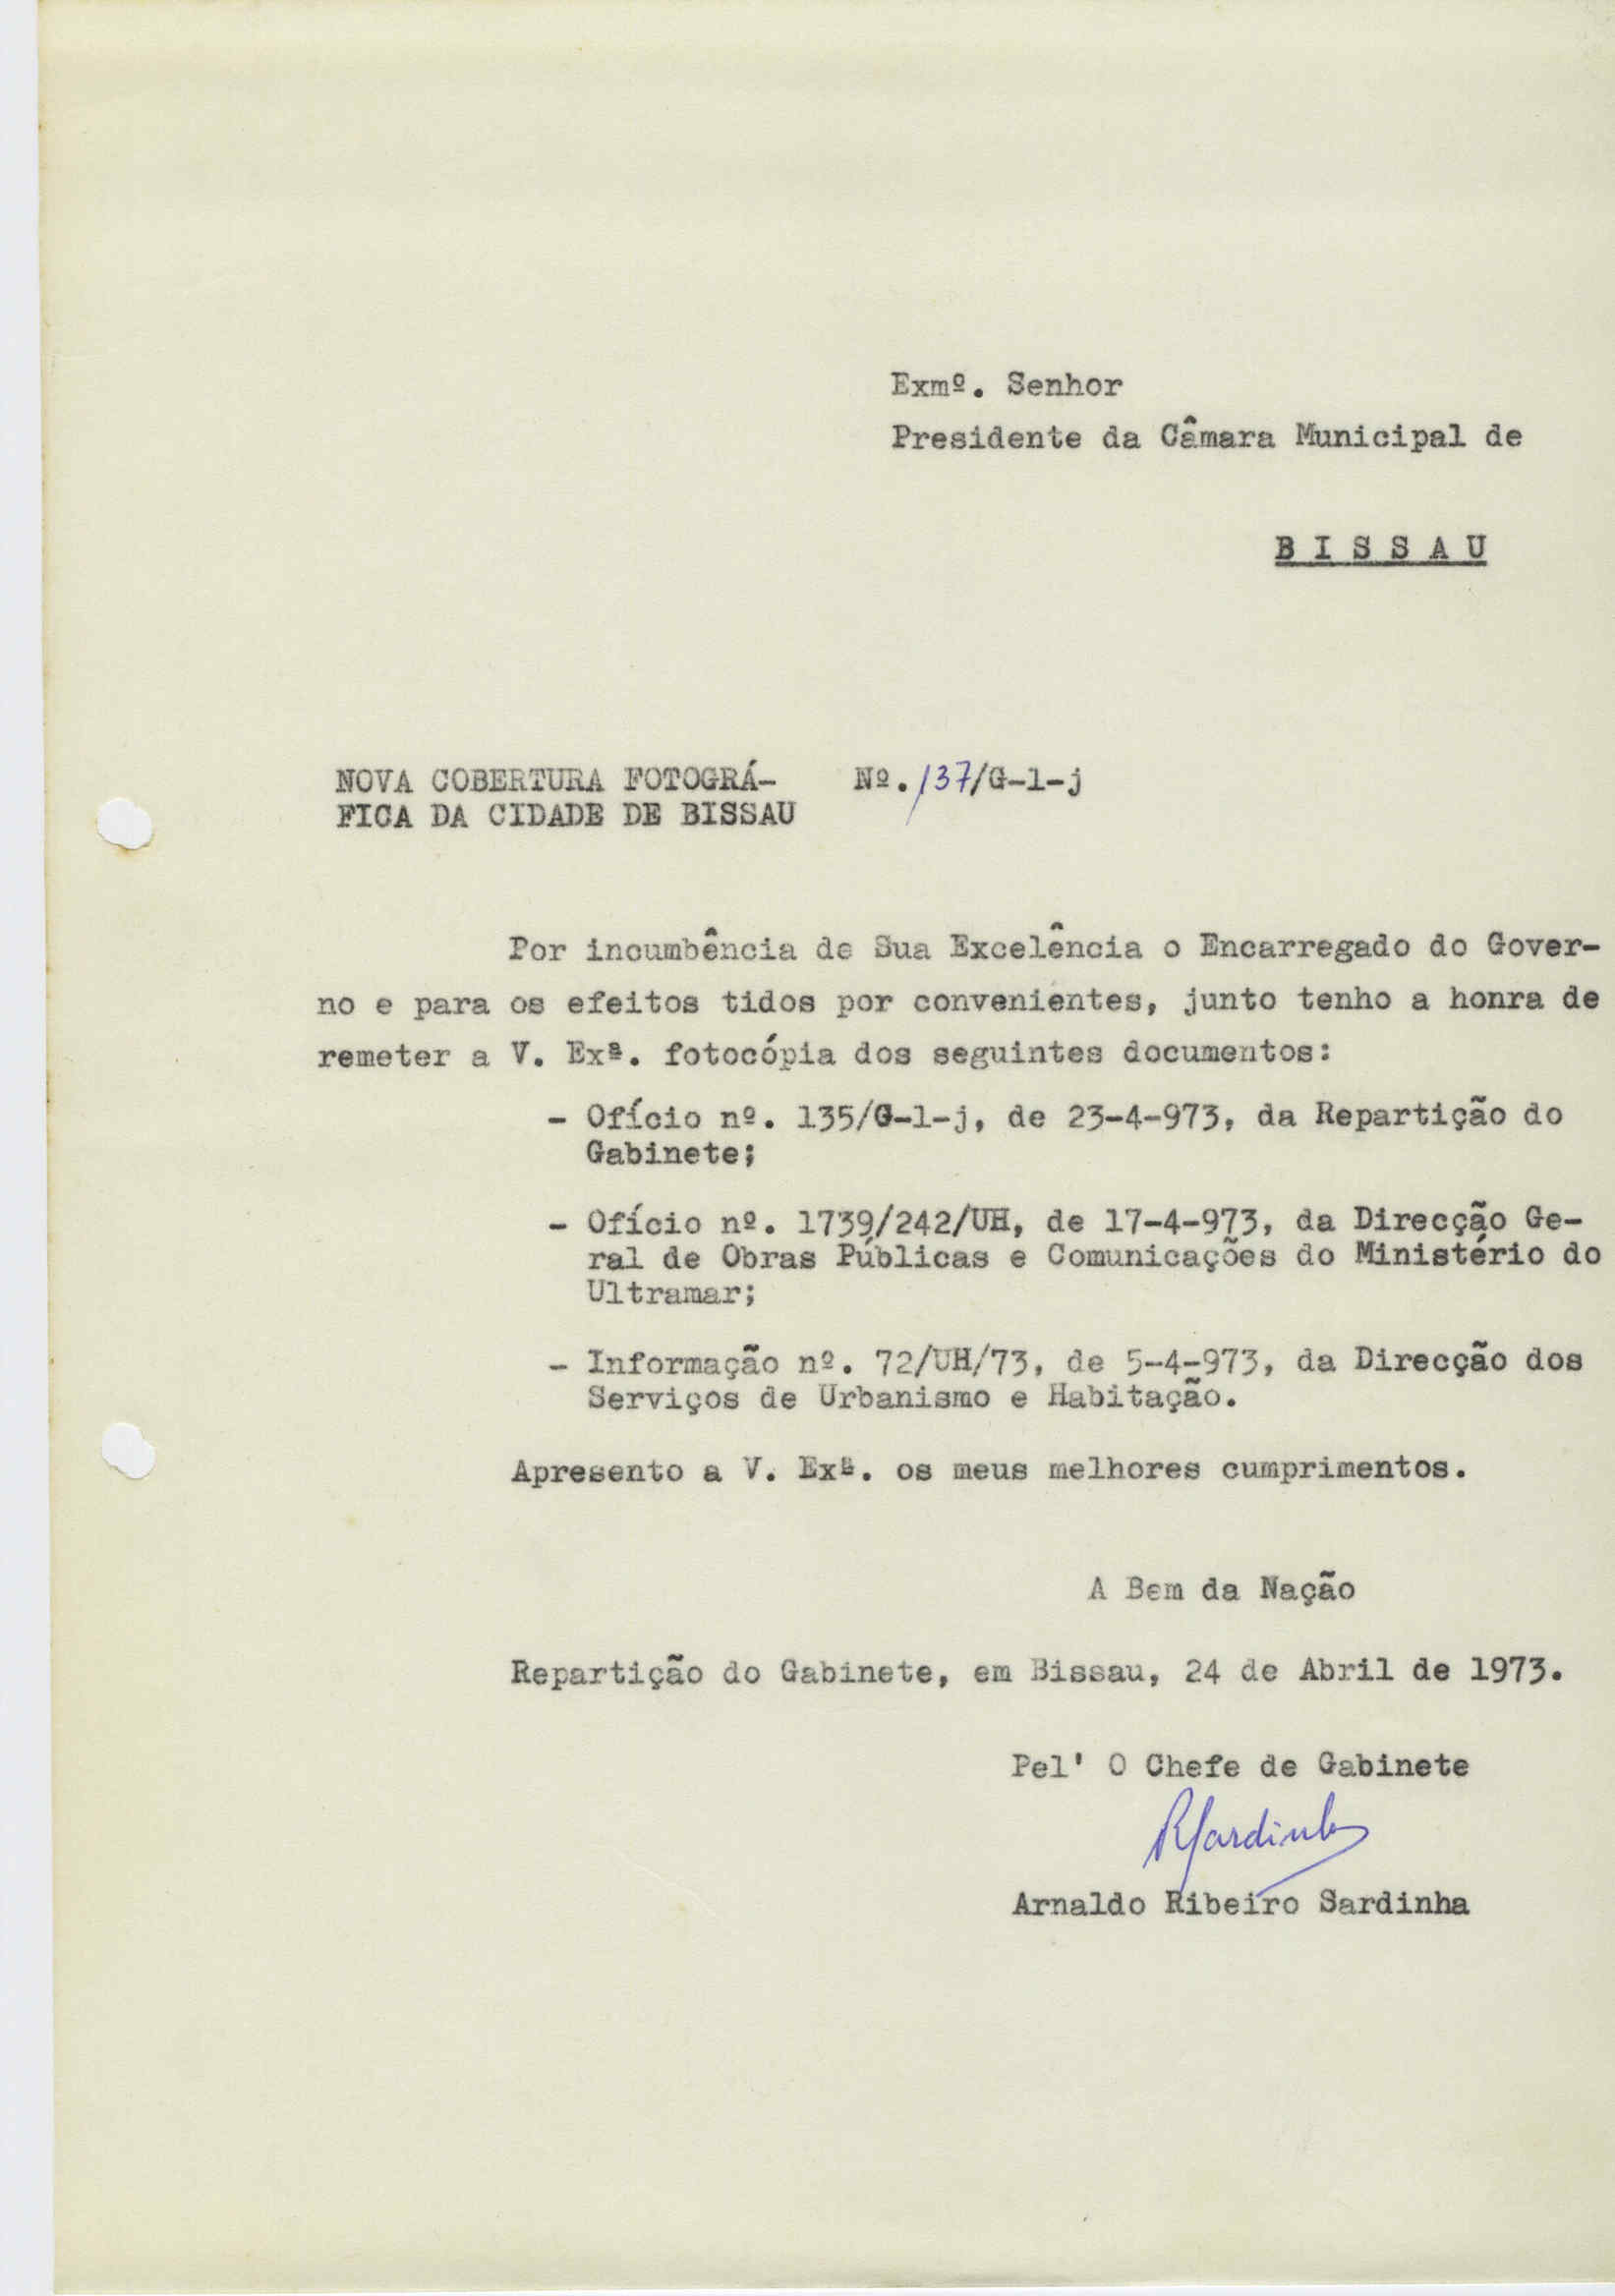 Exmº. Senhor
Presidente da Câmara Municipal de
B I S S A U
NOVA COBERTURA FOTOGRÁ-
FICA DA CIDADE DE BISSAU
Nº. 137/G-1-j
Por incumbência de Sua Excelência o Encarregado do Gover-
no e para os efeitos tidos por convenientes, junto tenho a honra de
remeter a V. Exª. fotocópia dos seguintes documentos:
- Ofício nº. 135/G-1-j, de 23-4-973, da Repartição do
Gabinete;
- Ofício nº. 1739/242/UH, de 17-4-973, da Direcção Ge-
ral de Obras Públicas e Comunicações do Ministério do
Ultramar;
- Informação nº. 72/UH/73, de 5-4-973, da Direcção dos
Serviços de Urbanismo e Habitação.
Apresento a V. Exª. os meus melhores cumprimentos.
A Bem da Nação
Repartição do Gabinete, em Bissau, 24 de Abril de 1973.
Pel' O Chefe de Gabinete
RSardinha
Arnaldo Ribeiro Sardinha